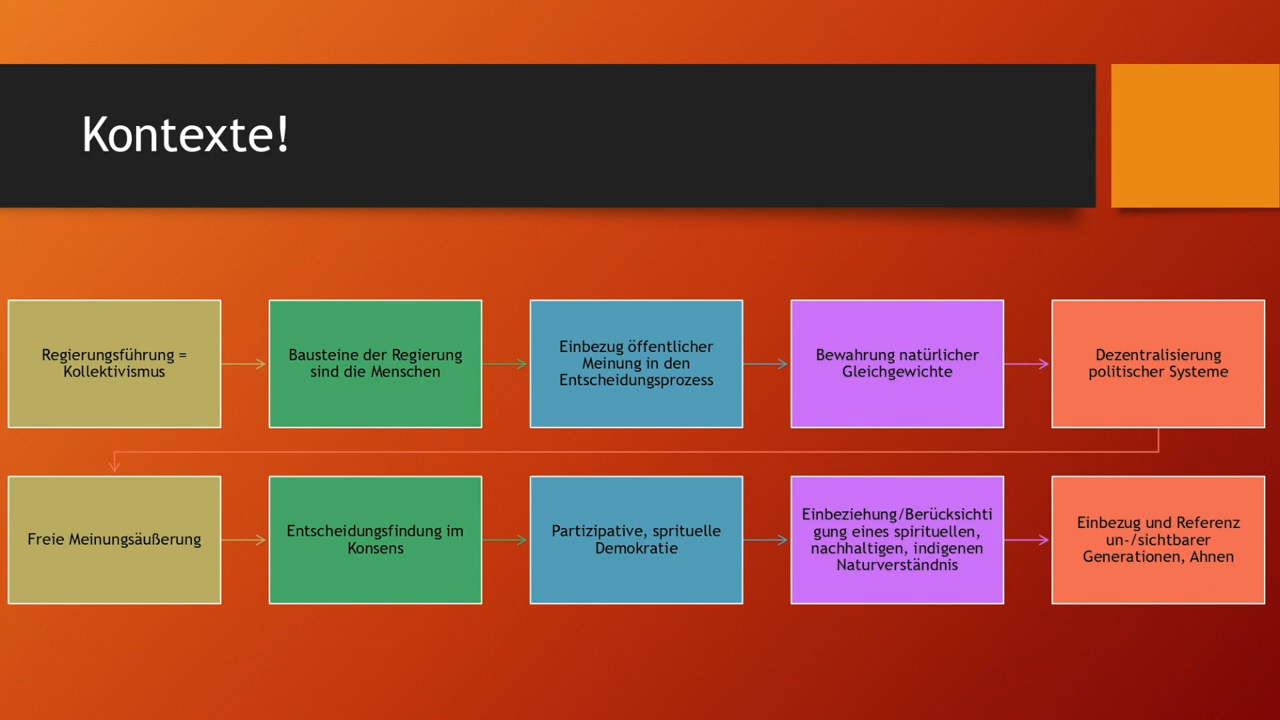 Kontexte!
Regierungsführung =
Kollektivismus
Bausteine der Regierung
sind die Menschen
Einbezug öffentlicher
Meinung in den
Entscheidungsprozess
Bewahrung natürlicher
Gleichgewichte
Dezentralisierung
politischer Systeme
Freie Meinungsäußerung
Entscheidungsfindung im
Konsens
Partizipative, sprituelle
Demokratie
Einbeziehung/Berücksichti
gung eines spirituellen,
nachhaltigen, indigenen
Naturverständnis
Einbezug und Referenz
un-/sichtbarer
Generationen, Ahnen